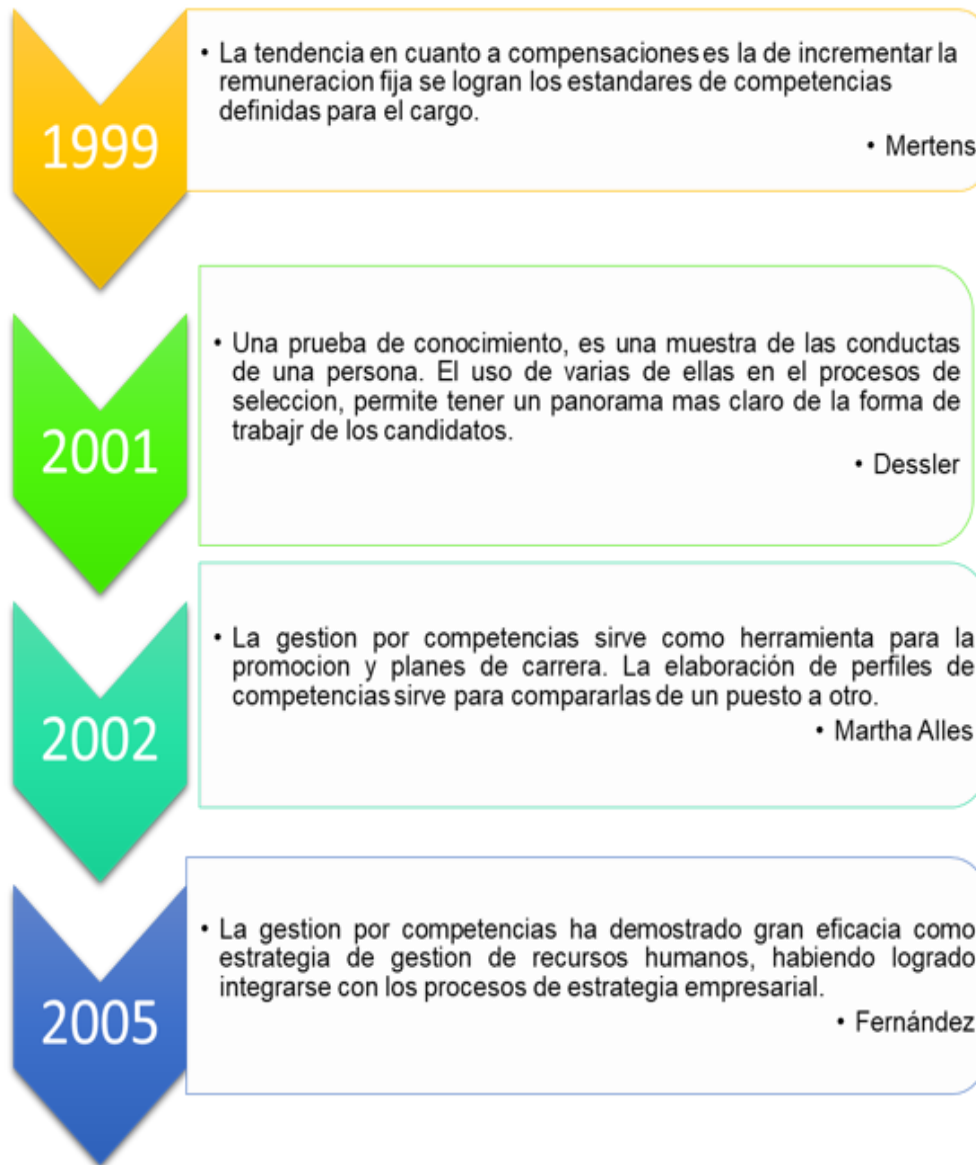 1999
• La tendencia en cuanto a compensaciones es la de incrementar la
remuneracion fija se logran los estandares de competencias
definidas para el cargo.
• Mertens
2001
• Una prueba de conocimiento, es una muestra de las conductas
de una persona. El uso de varias de ellas en el procesos de
seleccion, permite tener un panorama mas claro de la forma de
trabajr de los candidatos.
• Dessler
2002
• La gestion por competencias sirve como herramienta para la
promocion y planes de carrera. La elaboración de perfiles de
competencias sirve para compararlas de un puesto a otro.
• Martha Alles
2005
• La gestion por competencias ha demostrado gran eficacia como
estrategia de gestion de recursos humanos, habiendo logrado
integrarse con los procesos de estrategia empresarial.
• Fernández